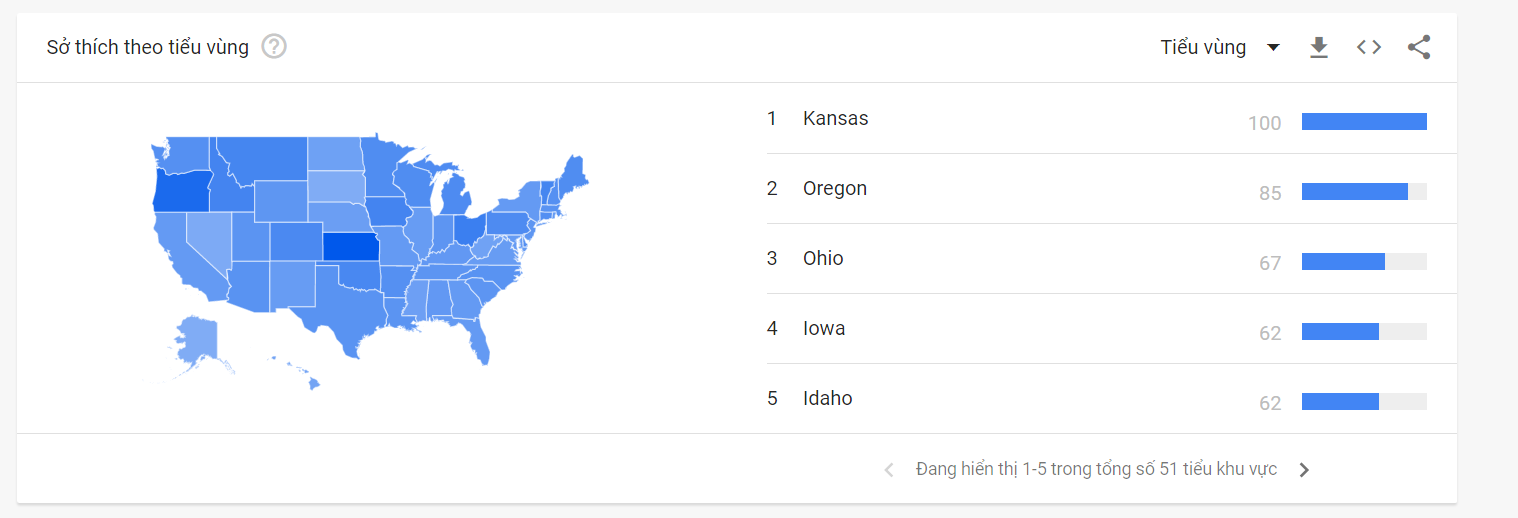 Sở thích theo tiểu vùng ?
Tiểu vùng
1 Kansas 100
2 Oregon 85
3 Ohio 67
4 Iowa 62
5 Idaho 62
Đang hiển thị 1-5 trong tổng số 51 tiểu khu vực